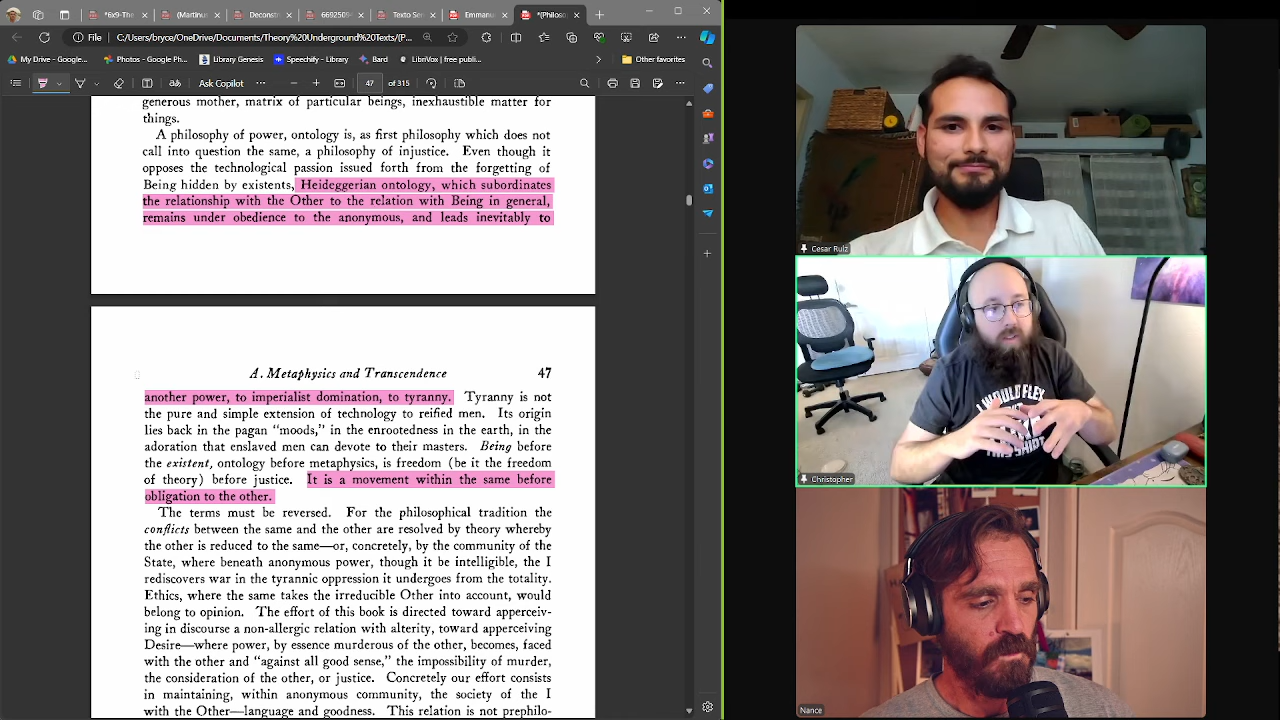 *6x9-The
(Martinus
Deconstr
6692509
Texto Se
Emmanu
*(Philoso
File
C:/Users/bryce/OneDrive/Documents/Theory%20Underground%20Texts/(P...
My Drive - Google...
Photos - Google Ph...
Library Genesis
Speechify - Library
Bard
LibriVox | free publi...
Other favorites
Ask Copilot
47
of 315
generous mother, matrix of particular beings, inexhaustible matter for
things.
A philosophy of power, ontology is, as first philosophy which does not
call into question the same, a philosophy of injustice. Even though it
opposes the technological passion issued forth from the forgetting of
Being hidden by existents, Heideggerian ontology, which subordinates
the relationship with the Other to the relation with Being in general,
remains under obedience to the anonymous, and leads inevitably to
A. Metaphysics and Transcendence 47
another power, to imperialist domination, to tyranny. Tyranny is not
the pure and simple extension of technology to reified men. Its origin
lies back in the pagan "moods," in the enrootedness in the earth, in the
adoration that enslaved men can devote to their masters. Being before
the existent, ontology before metaphysics, is freedom (be it the freedom
of theory) before justice. It is a movement within the same before
obligation to the other.
The terms must be reversed. For the philosophical tradition the
conflicts between the same and the other are resolved by theory whereby
the other is reduced to the same—or, concretely, by the community of the
State, where beneath anonymous power, though it be intelligible, the I
rediscovers war in the tyrannic oppression it undergoes from the totality.
Ethics, where the same takes the irreducible Other into account, would
belong to opinion. The effort of this book is directed toward apperceiv-
ing in discourse a non-allergic relation with alterity, toward apperceiving
Desire—where power, by essence murderous of the other, becomes, faced
with the other and "against all good sense," the impossibility of murder,
the consideration of the other, or justice. Concretely our effort consists
in maintaining, within anonymous community, the society of the I
with the Other—language and goodness. This relation is not prephilo-
Cesar Ruiz
I WOULD FLEX
THIS SHIRT
Christopher
Nance